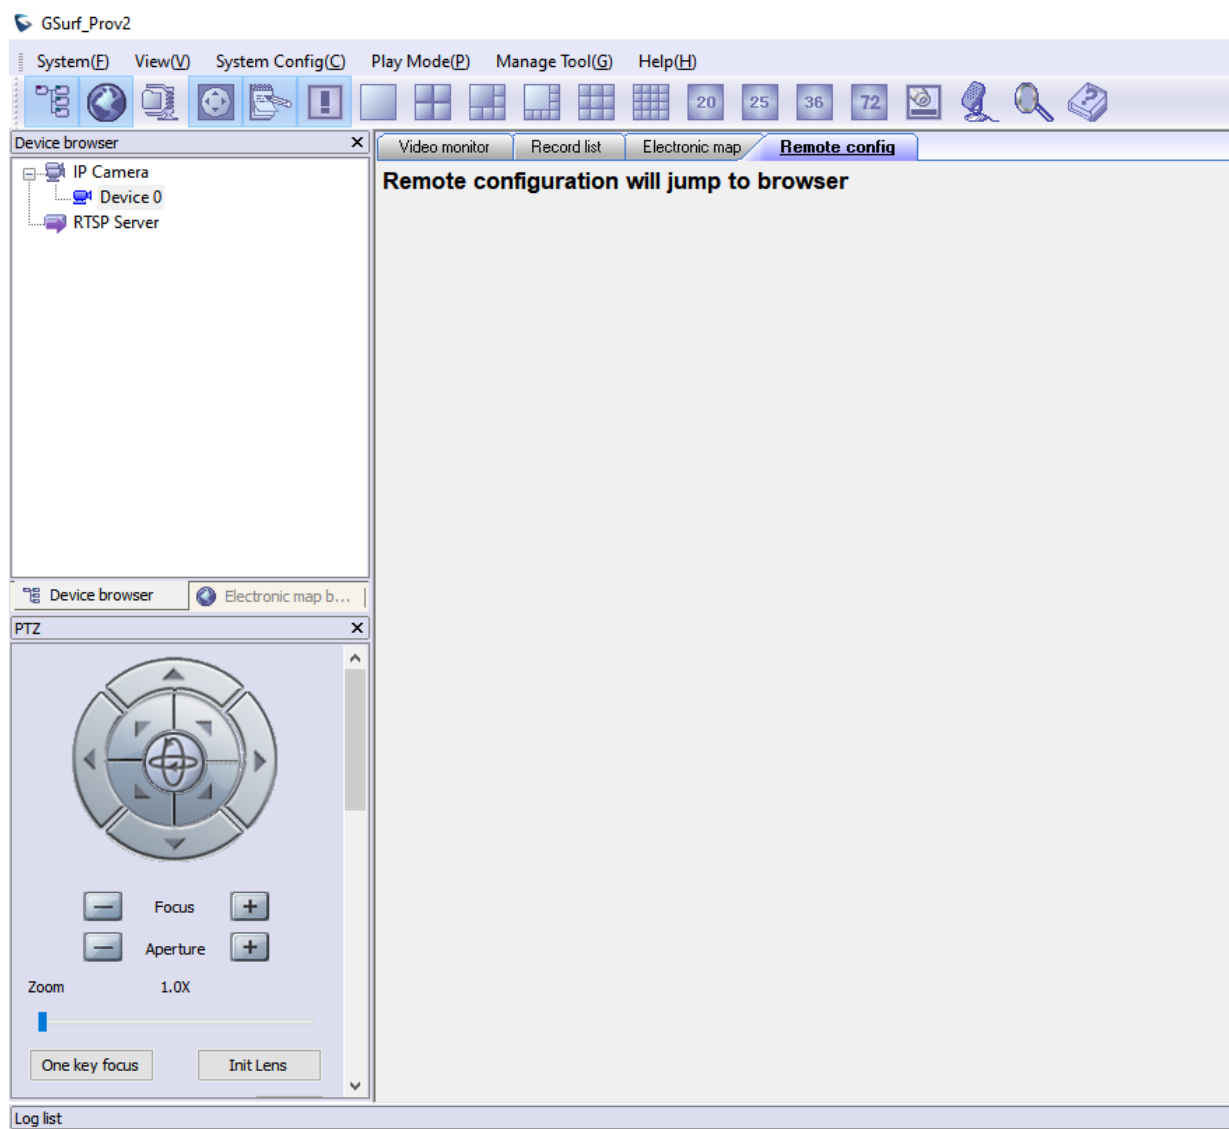 GSurf_Prov2
System(F) View(V) System Config(C) Play Mode(P) Manage Tool(G) Help(H)
20 25 36 72
Device browser
IP Camera
Device 0
RTSP Server
Video monitor Record list Electronic map Remote config
Remote configuration will jump to browser
Device browser Electronic map b...
PTZ
Focus
Aperture
Zoom 1.0X
One key focus Init Lens
Log list